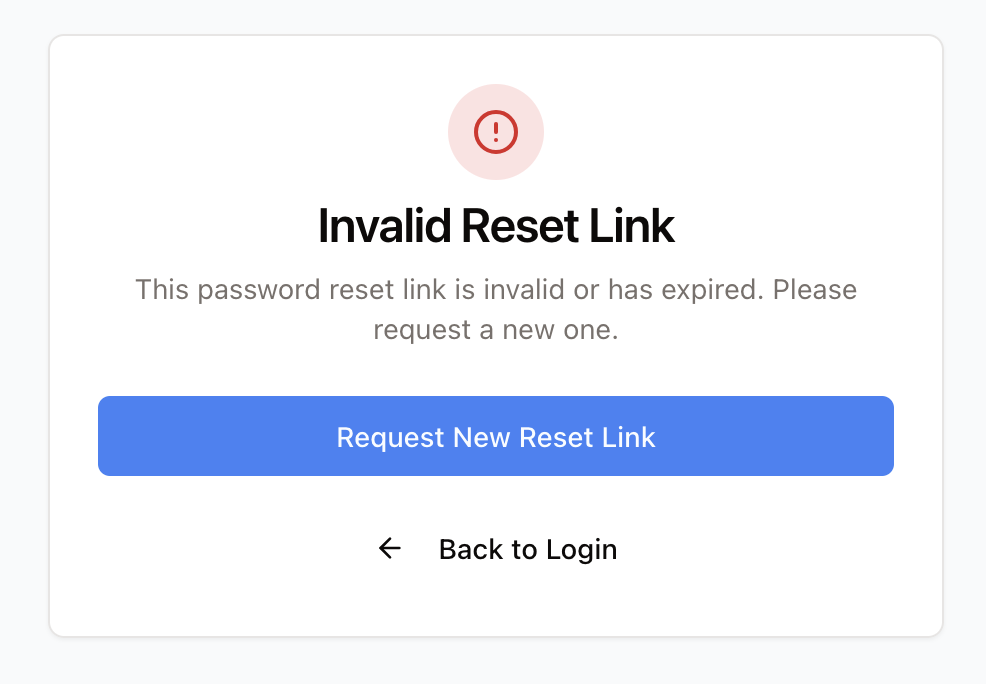 Invalid Reset Link
This password reset link is invalid or has expired. Please
request a new one.
Request New Reset Link
Back to Login